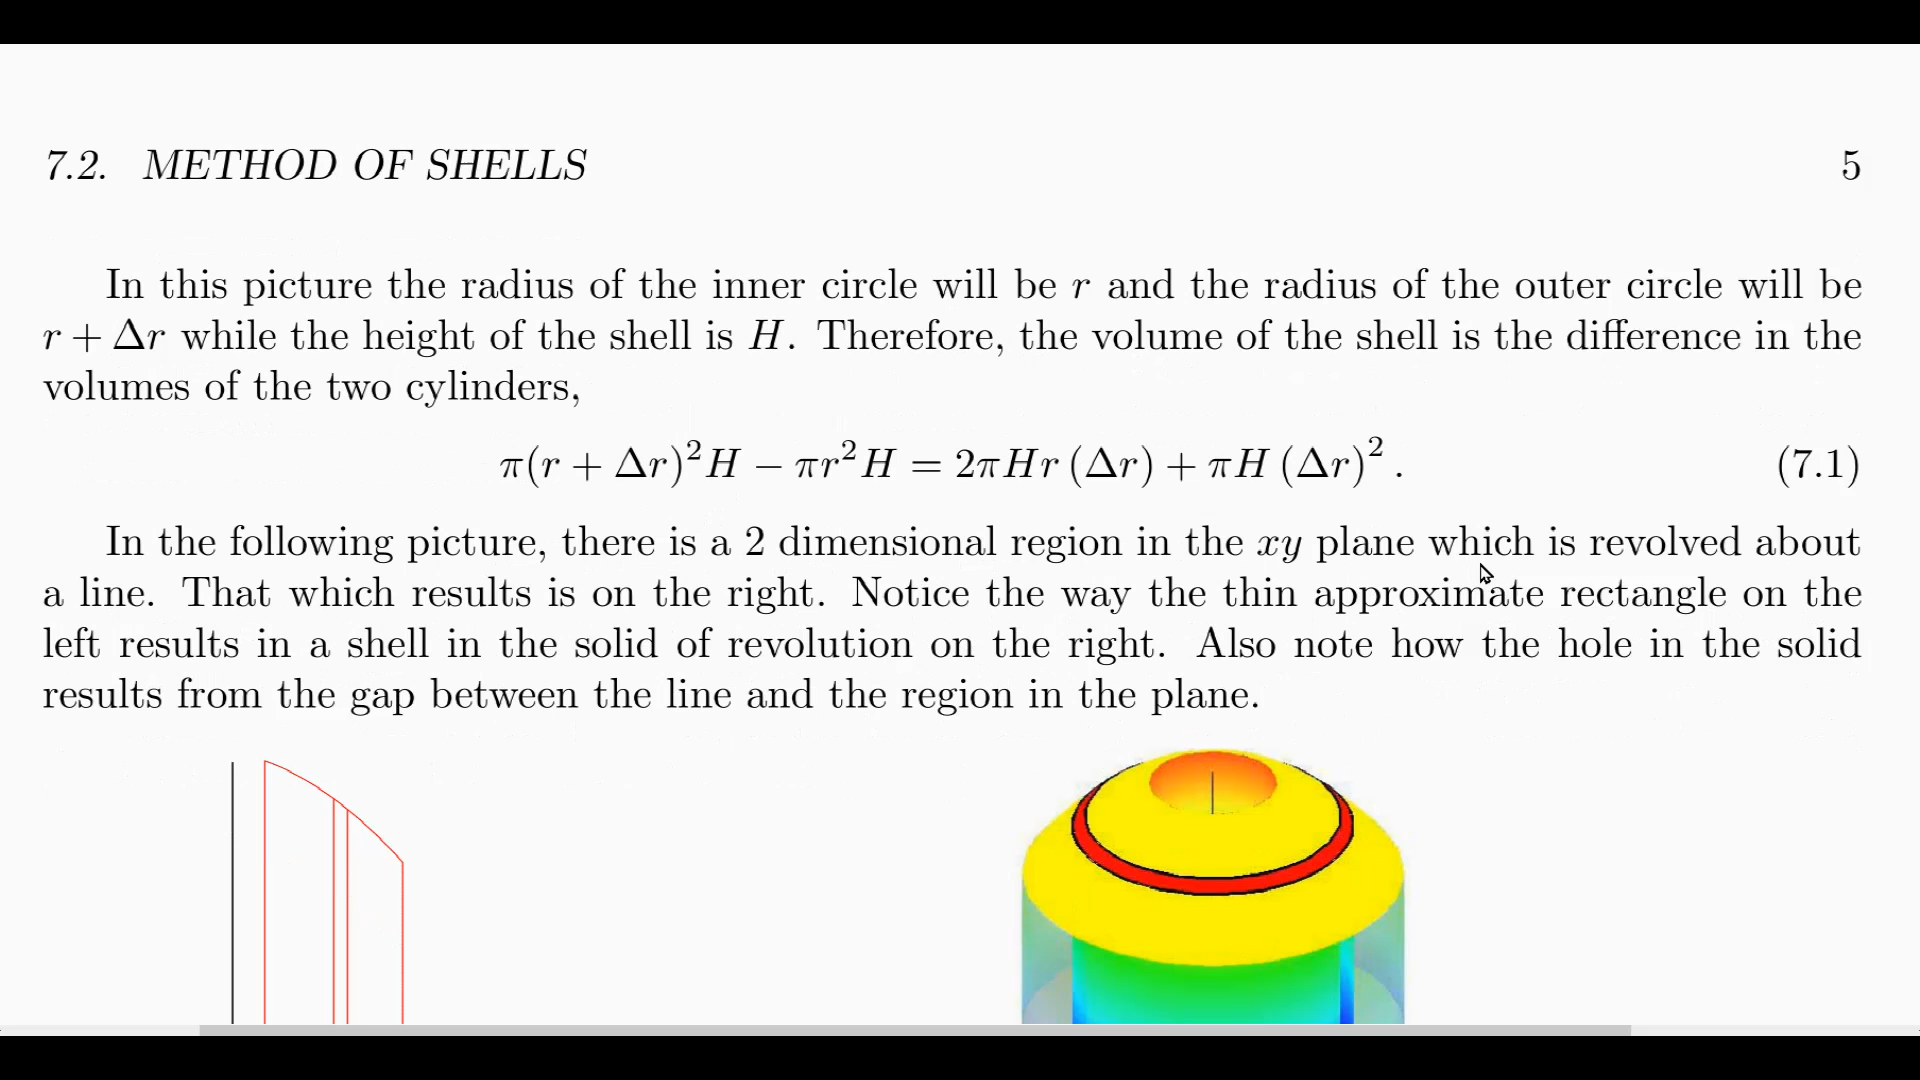 7.2. METHOD OF SHELLS 5
In this picture the radius of the inner circle will be r and the radius of the outer circle will be
r + Δr while the height of the shell is H. Therefore, the volume of the shell is the difference in the
volumes of the two cylinders,
π(r + Δr)²H − πr²H = 2πHr (Δr) + πH (Δr)² . (7.1)
In the following picture, there is a 2 dimensional region in the xy plane which is revolved about
a line. That which results is on the right. Notice the way the thin approximate rectangle on the
left results in a shell in the solid of revolution on the right. Also note how the hole in the solid
results from the gap between the line and the region in the plane.